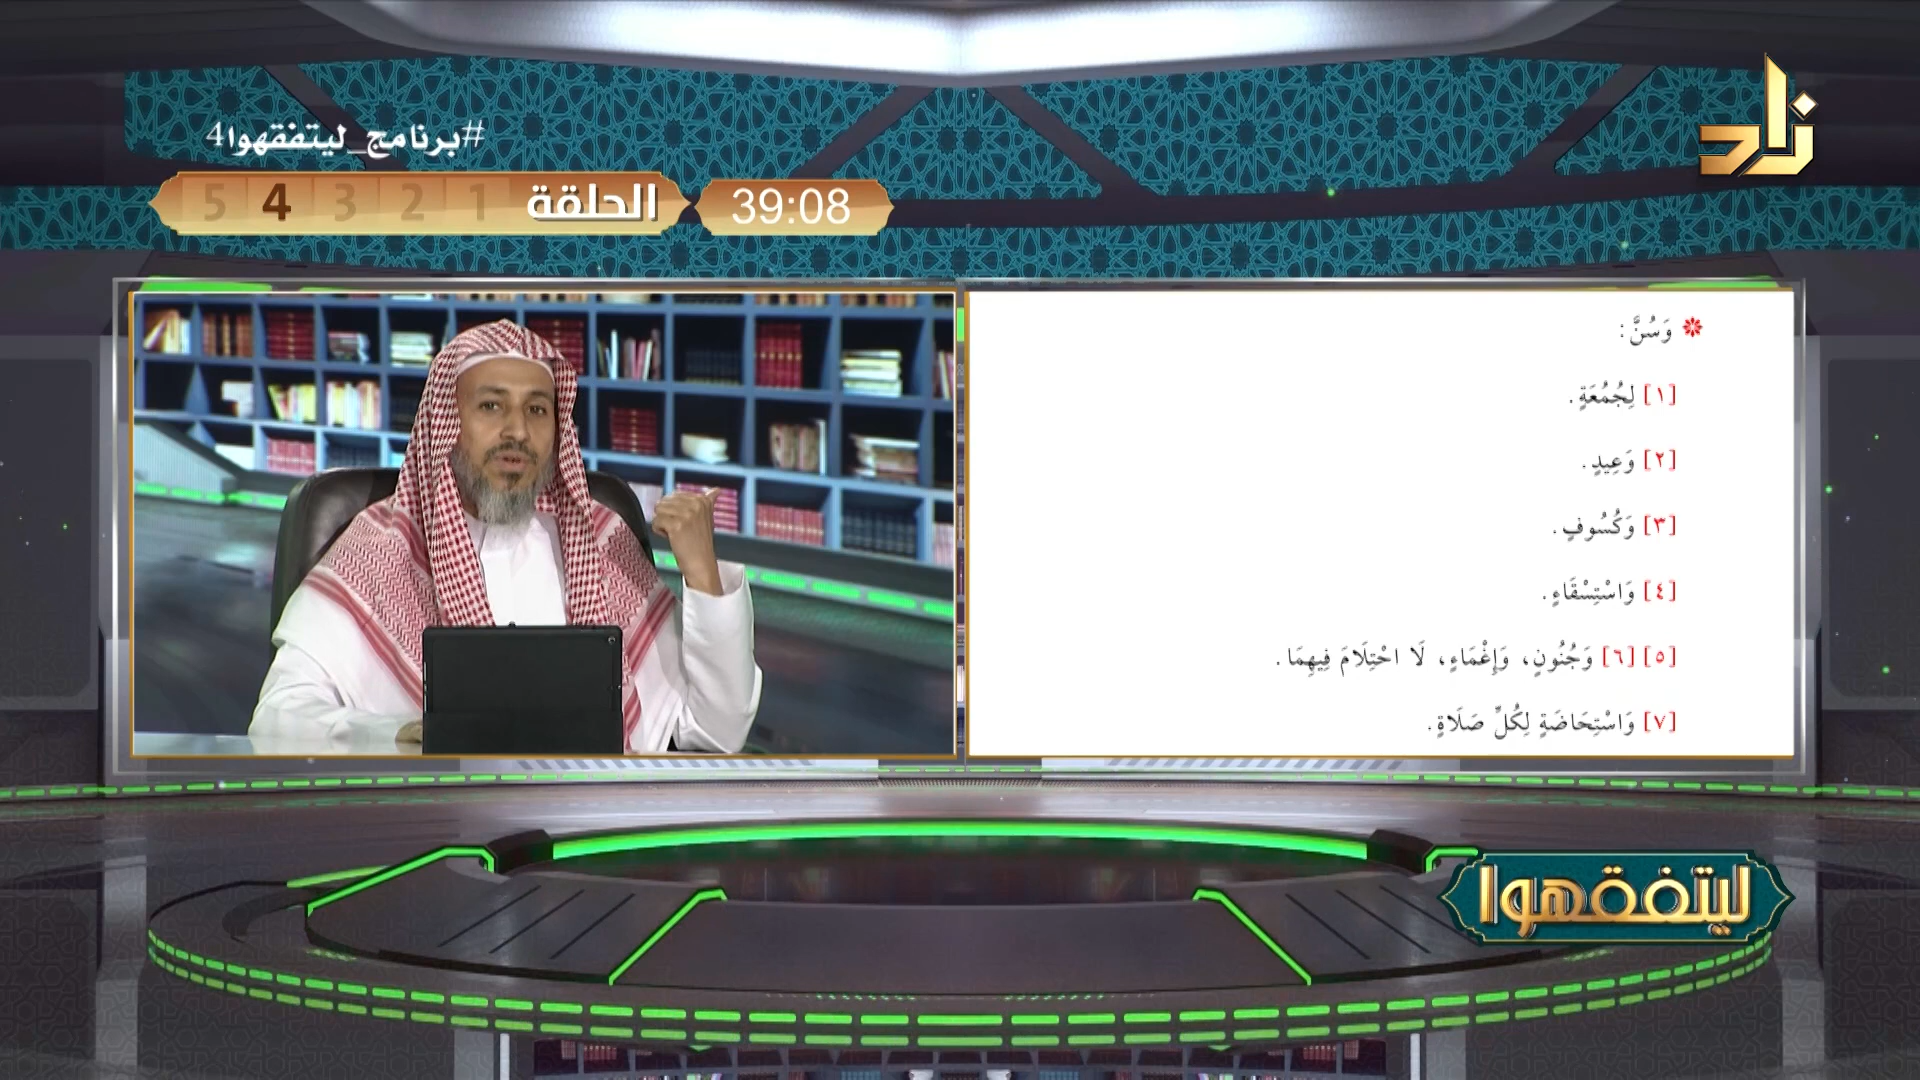 زاد
#برنامج_ليتفقهوا4
الحلقة 1 2 3 4 5
39:08
وَسُنَّ :
[١] لِجُمُعَةٍ .
[٢] وَعِيدٍ .
[٣] وَكُسُوفٍ .
[٤] وَاسْتِسْقَاءٍ .
[٥] [٦] وَجُنُونٍ، وَإِغْمَاءٍ، لَا احْتِلَامَ فِيهِمَا .
[٧] وَاسْتِحَاضَةٍ لِكُلِّ صَلَاةٍ .
ليتفقهوا